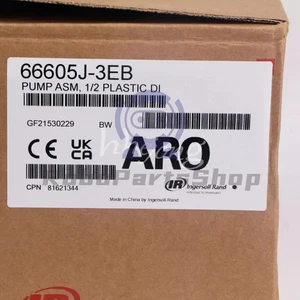 66605J-3EB
PUMP ASM, 1/2 PLASTIC DI
GF21530229 BW
CE UK CA ARO
IR Ingersoll Rand
CPN 81621344
Made in China by Ingersoll-Rand